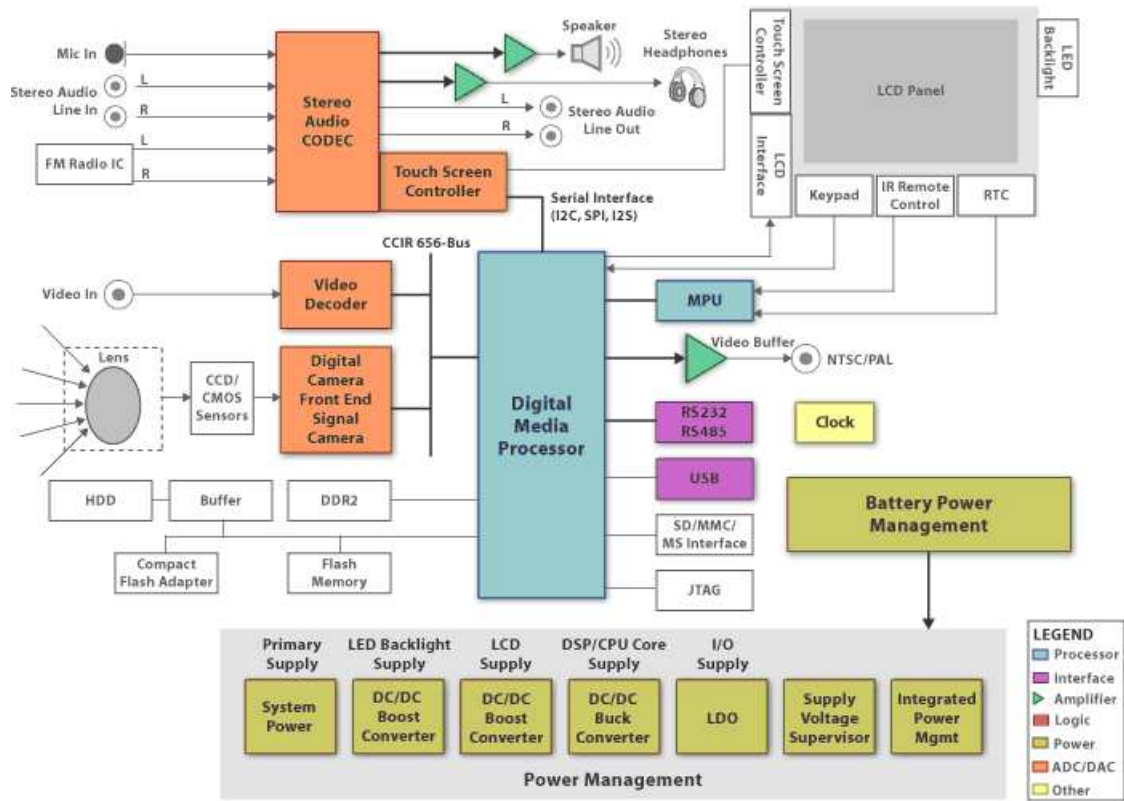 Mic In
Stereo Audio
Line In
L
R
FM Radio IC
L
R
Stereo
Audio
CODEC
Speaker
Stereo
Headphones
L
R
Stereo Audio
Line Out
Touch Screen
Controller
Touch Screen
Controller
LCD
Interface
LCD Panel
LED
Backlight
Keypad
IR Remote
Control
RTC
Serial Interface
(I2C, SPI, I2S)
CCIR 656-Bus
Video In
Video
Decoder
Lens
CCD/
CMOS
Sensors
Digital
Camera
Front End
Signal
Camera
Digital
Media
Processor
MPU
Video Buffer
NTSC/PAL
RS232
RS485
Clock
USB
SD/MMC/
MS Interface
JTAG
HDD
Buffer
DDR2
Compact
Flash Adapter
Flash
Memory
Battery Power
Management
Primary
Supply
LED Backlight
Supply
LCD
Supply
DSP/CPU Core
Supply
I/O
Supply
System
Power
DC/DC
Boost
Converter
DC/DC
Boost
Converter
DC/DC
Buck
Converter
LDO
Supply
Voltage
Supervisor
Integrated
Power
Mgmt
Power Management
LEGEND
Processor
Interface
Amplifier
Logic
Power
ADC/DAC
Other